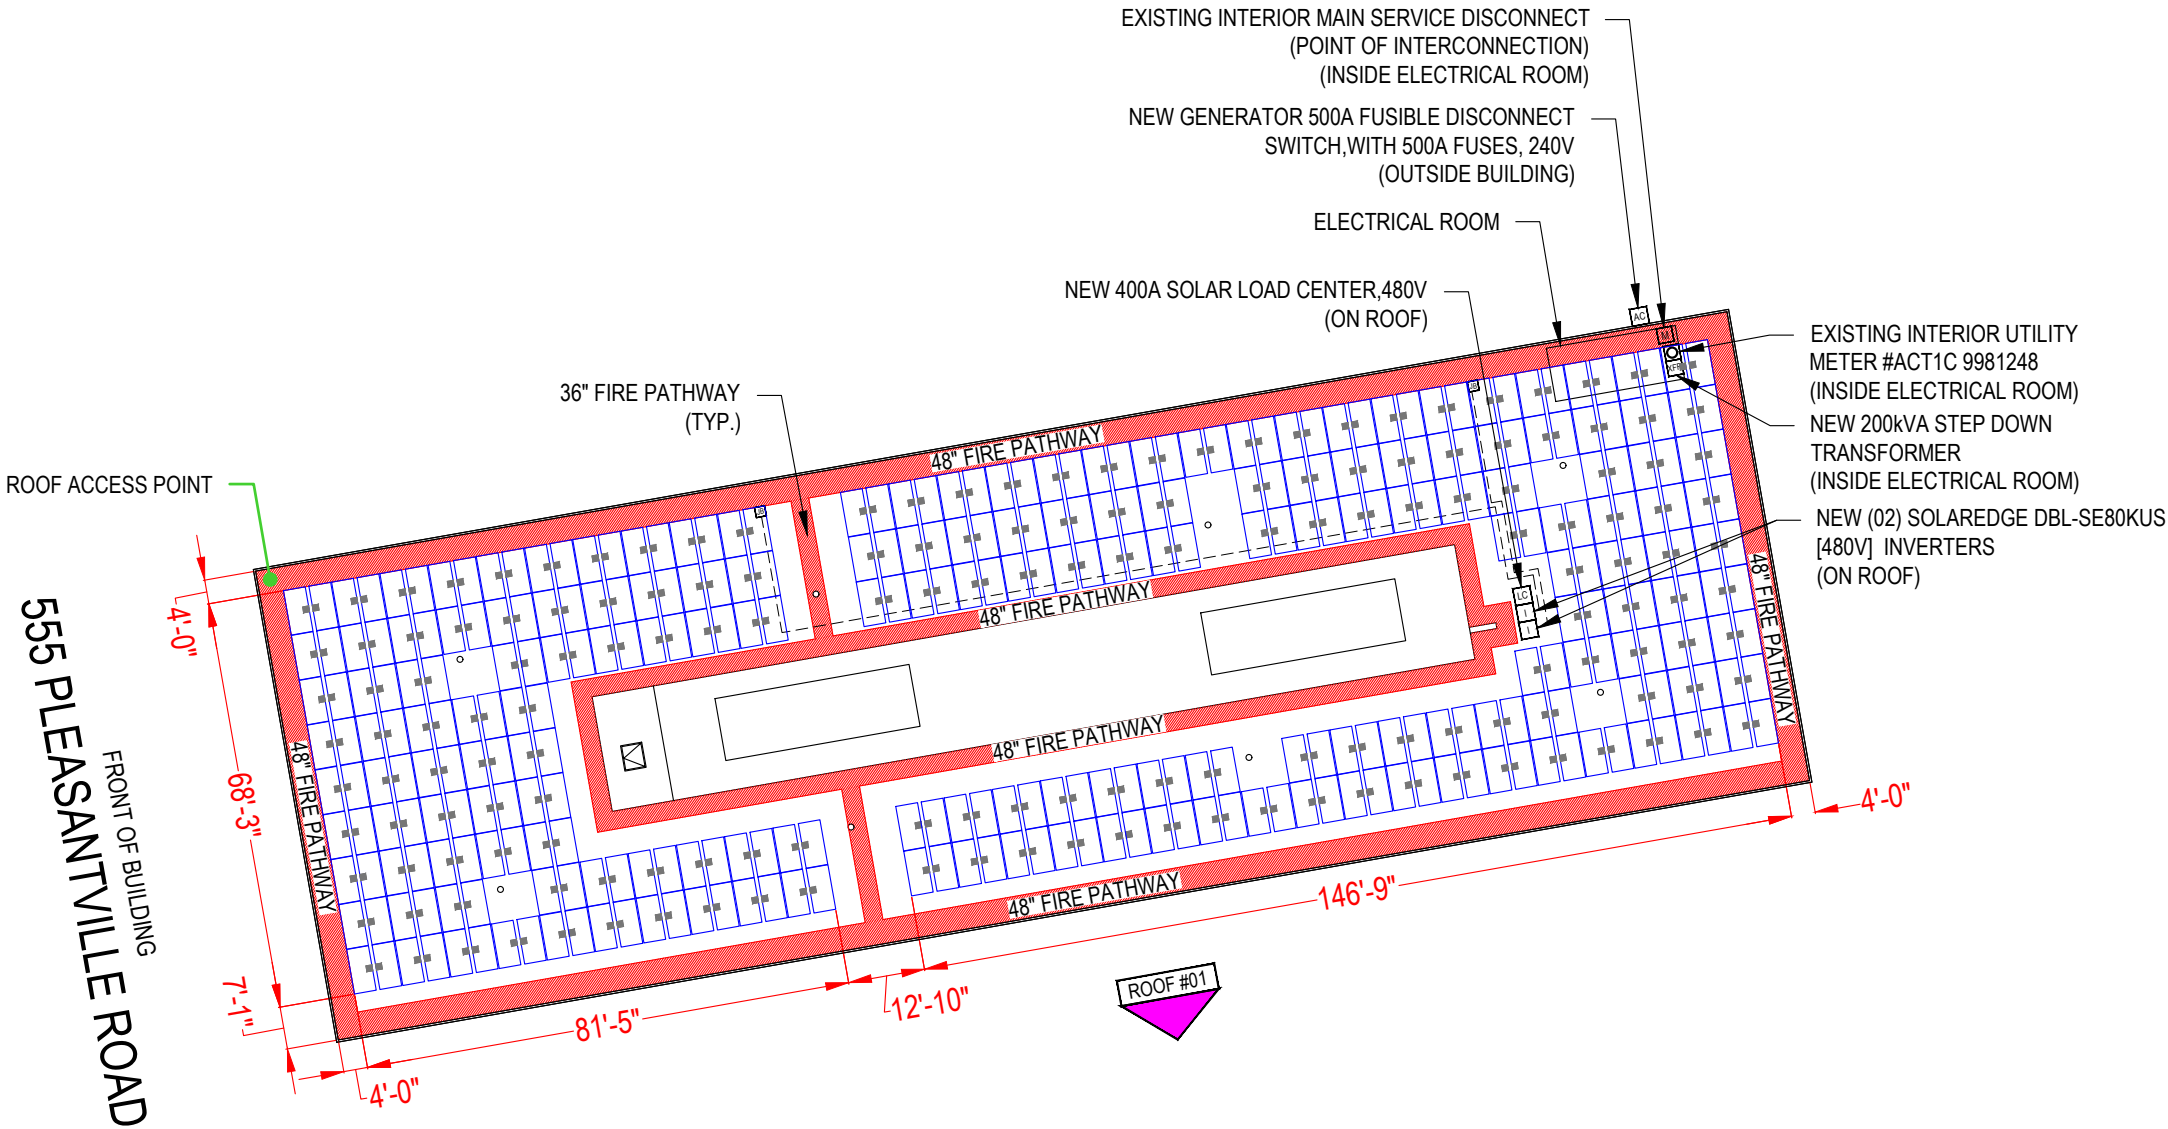 EXISTING INTERIOR MAIN SERVICE DISCONNECT
(POINT OF INTERCONNECTION)
(INSIDE ELECTRICAL ROOM)
NEW GENERATOR 500A FUSIBLE DISCONNECT
SWITCH,WITH 500A FUSES, 240V
(OUTSIDE BUILDING)
ELECTRICAL ROOM
NEW 400A SOLAR LOAD CENTER,480V
(ON ROOF)
36" FIRE PATHWAY
(TYP.)
ROOF ACCESS POINT
AC
M
XFR
EXISTING INTERIOR UTILITY
METER #ACT1C 9981248
(INSIDE ELECTRICAL ROOM)
NEW 200kVA STEP DOWN
TRANSFORMER
(INSIDE ELECTRICAL ROOM)
NEW (02) SOLAREDGE DBL-SE80KUS
[480V] INVERTERS
(ON ROOF)
JB
JB
LC
I
I
48" FIRE PATHWAY
48" FIRE PATHWAY
48" FIRE PATHWAY
48" FIRE PATHWAY
48" FIRE PATHWAY
48" FIRE PATHWAY
4'-0"
68'-3"
7'-1"
4'-0"
81'-5"
12'-10"
146'-9"
4'-0"
FRONT OF BUILDING
555 PLEASANTVILLE ROAD
ROOF #01